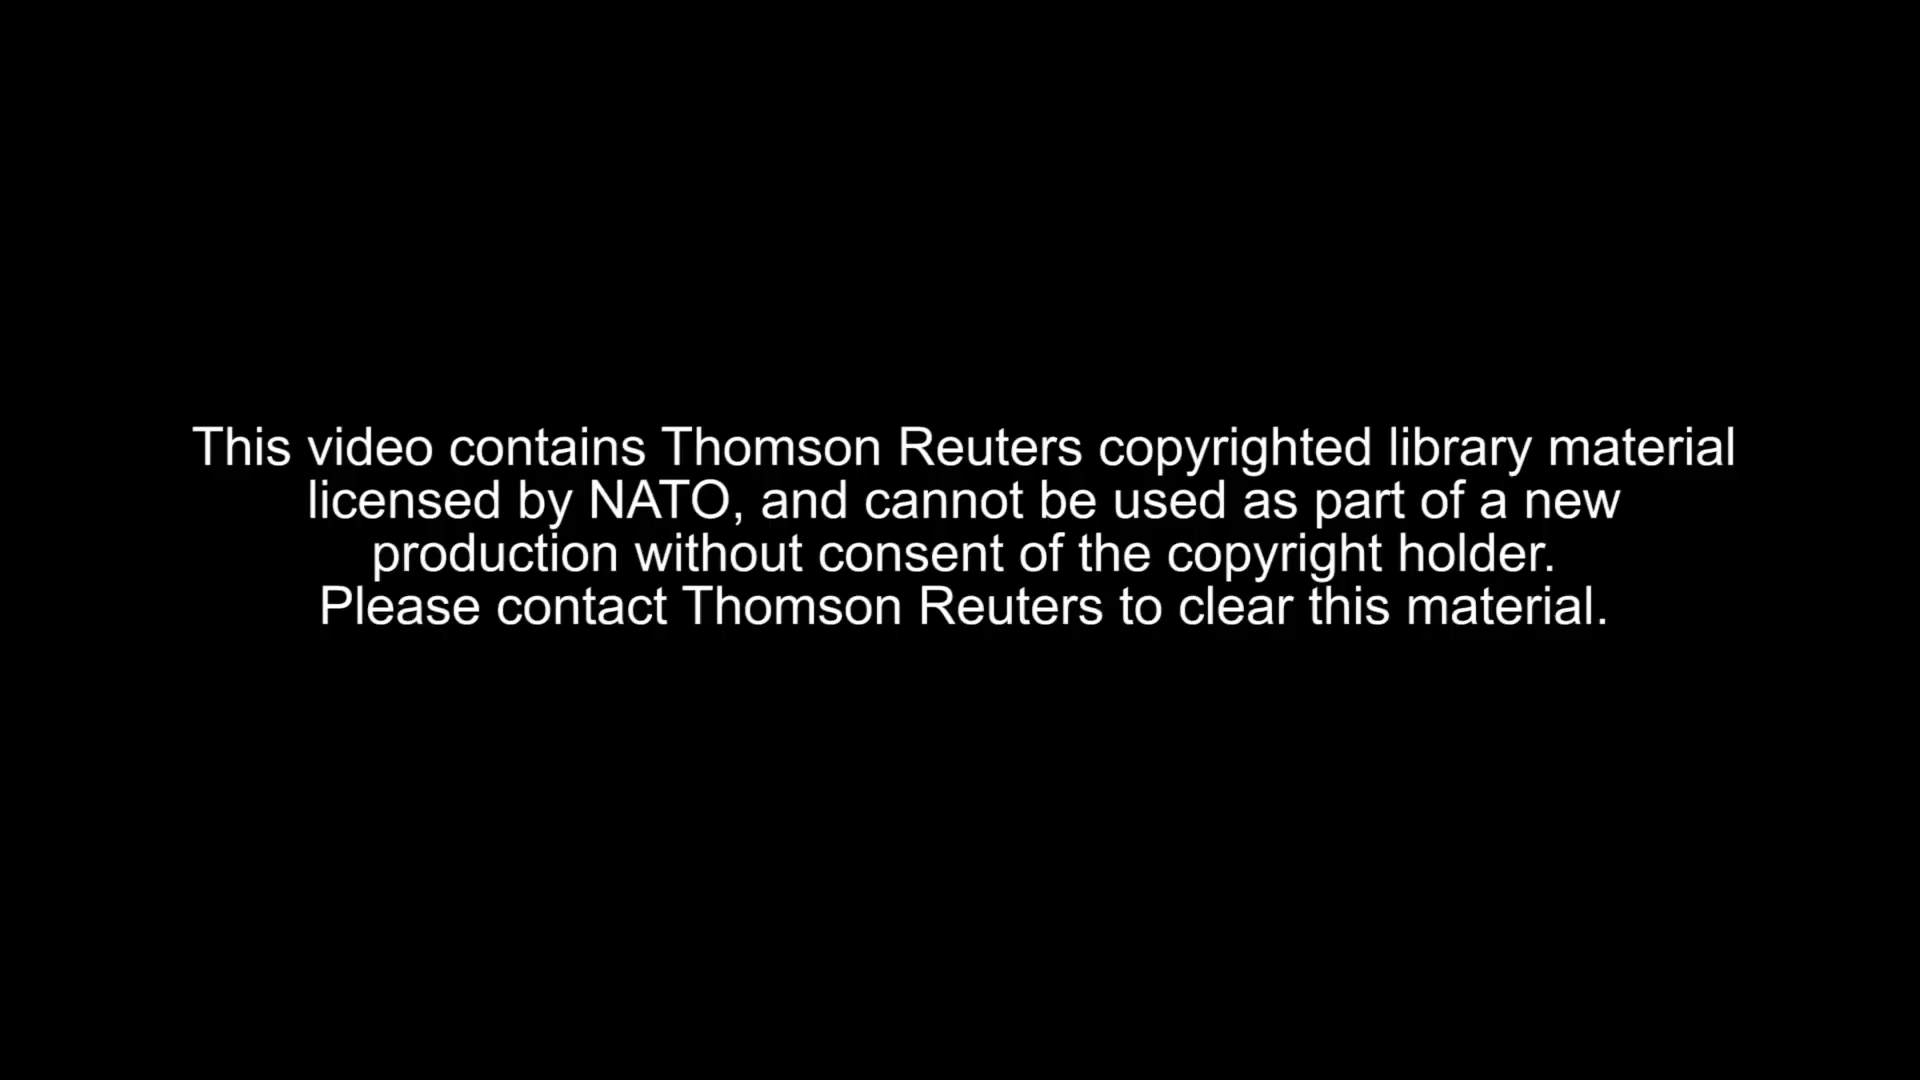 This video contains Thomson Reuters copyrighted library material
licensed by NATO, and cannot be used as part of a new
production without consent of the copyright holder.
Please contact Thomson Reuters to clear this material.